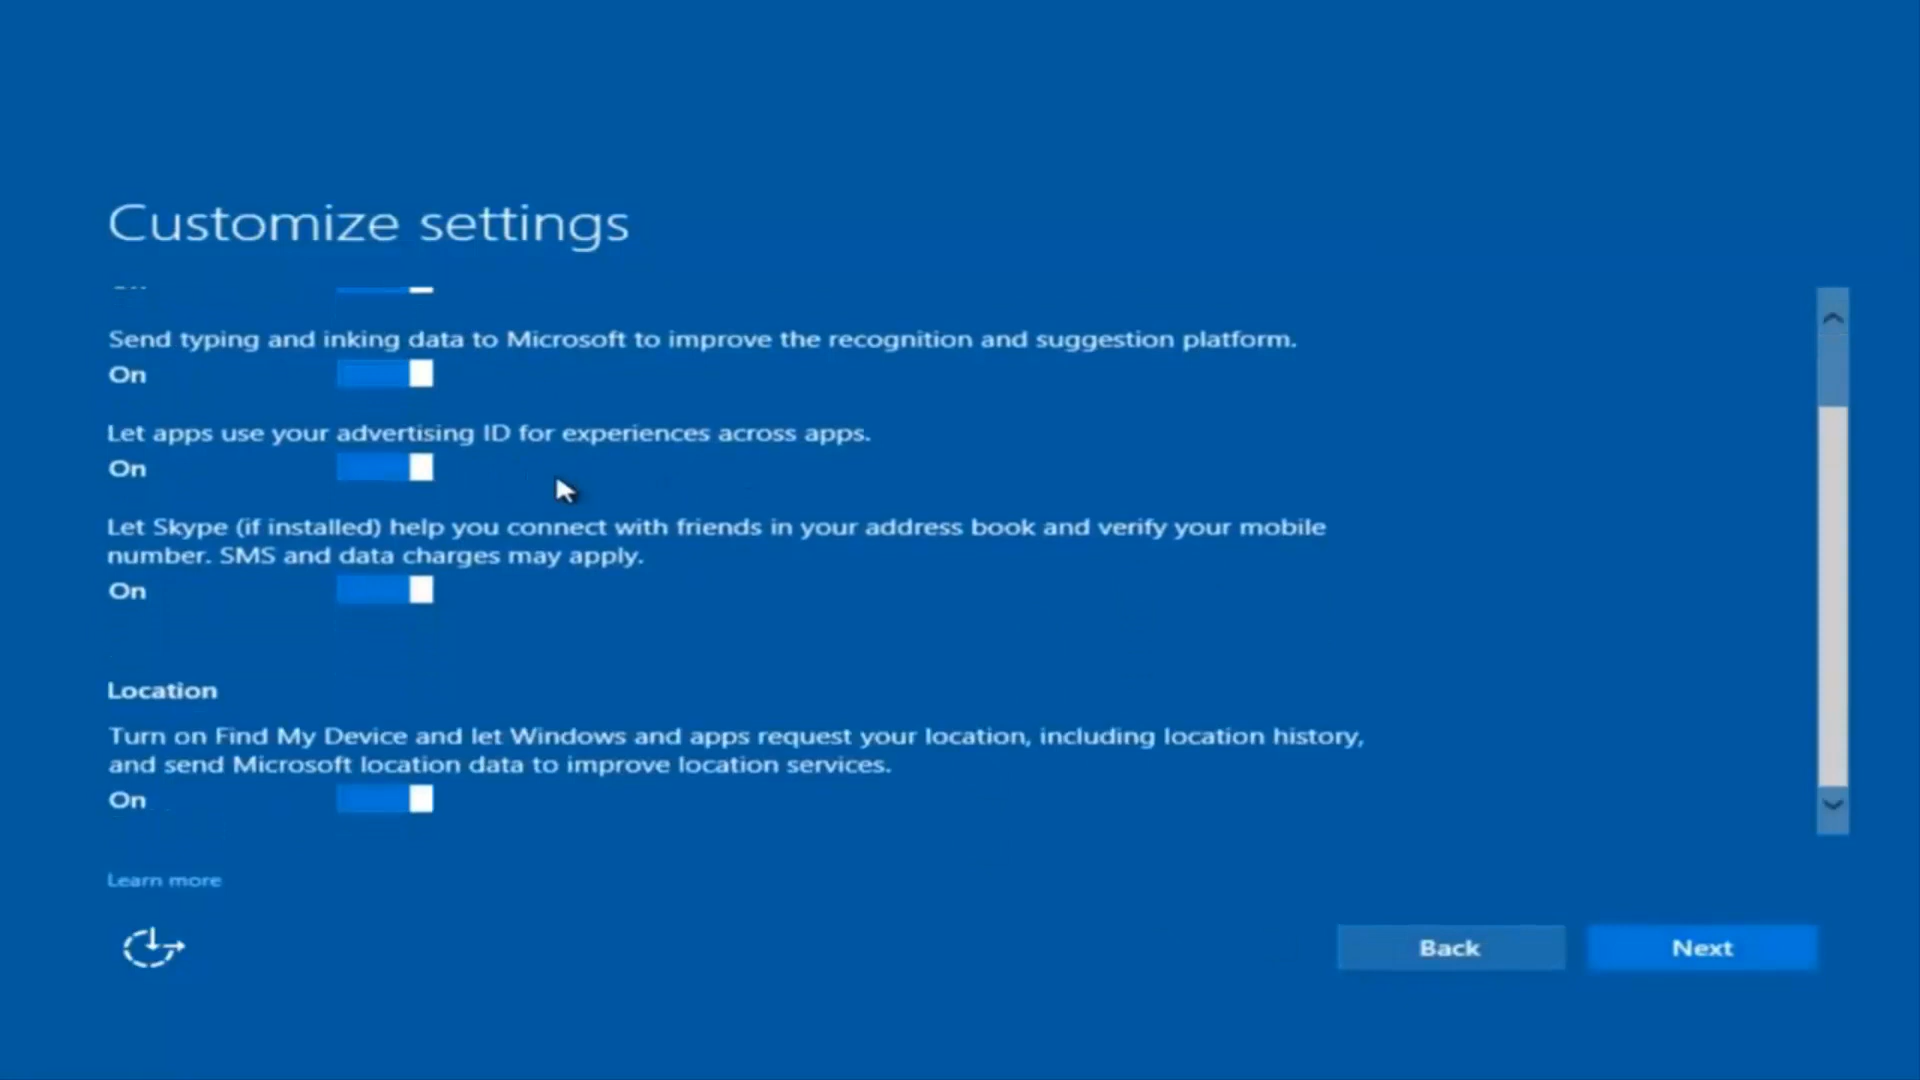 Customize settings
Send typing and inking data to Microsoft to improve the recognition and suggestion platform.
On
Let apps use your advertising ID for experiences across apps.
On
Let Skype (if installed) help you connect with friends in your address book and verify your mobile
number. SMS and data charges may apply.
On
Location
Turn on Find My Device and let Windows and apps request your location, including location history,
and send Microsoft location data to improve location services.
On
Learn more
Back
Next